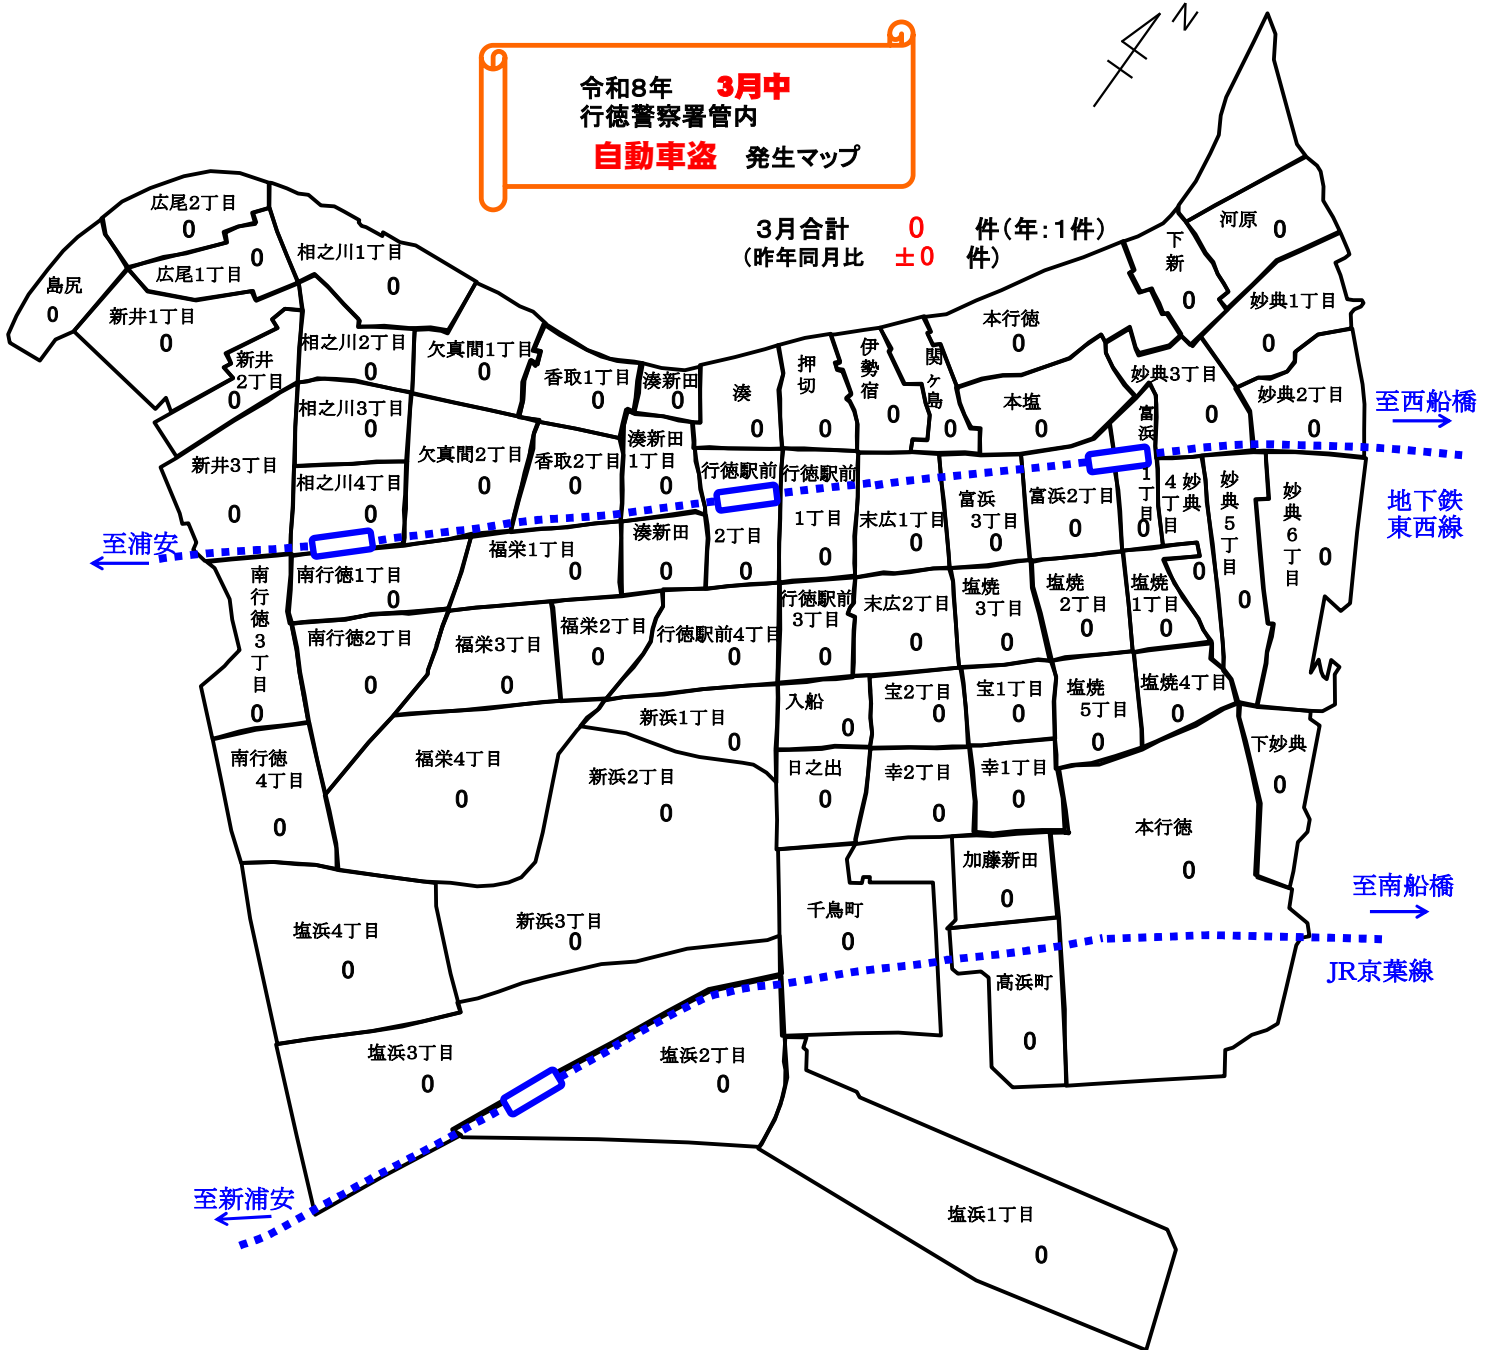 N
令和8年 3月中
行徳警察署管内
自動車盗 発生マップ
3月合計 0 件(年:1件)
(昨年同月比 ±0 件)
広尾2丁目
0
広尾1丁目
0
島尻
0
新井1丁目
0
新井
2丁目
0
新井3丁目
0
相之川1丁目
0
相之川2丁目
0
相之川3丁目
0
相之川4丁目
0
欠真間1丁目
0
欠真間2丁目
0
香取1丁目
0
香取2丁目
0
湊新田
0
湊新田
1丁目
0
湊新田
2丁目
0
湊
0
押切
0
伊勢宿
0
関ヶ島
0
本行徳
0
本塩
0
下新
0
河原
0
妙典1丁目
0
妙典2丁目
0
妙典3丁目
0
妙典
4丁目
0
妙典5丁目
0
妙典6丁目
0
富浜
1丁目
0
富浜2丁目
0
富浜
3丁目
0
行徳駅前
0
行徳駅前
1丁目
0
行徳駅前
3丁目
0
行徳駅前4丁目
0
末広1丁目
0
末広2丁目
0
塩焼
1丁目
0
塩焼
2丁目
0
塩焼
3丁目
0
塩焼4丁目
0
塩焼
5丁目
0
南行徳1丁目
0
南行徳2丁目
0
南行徳3丁目
0
南行徳
4丁目
0
福栄1丁目
0
福栄2丁目
0
福栄3丁目
0
福栄4丁目
0
新浜1丁目
0
新浜2丁目
0
新浜3丁目
0
入船
0
日之出
0
宝2丁目
0
宝1丁目
0
幸2丁目
0
幸1丁目
0
下妙典
0
本行徳
0
加藤新田
0
千鳥町
0
高浜町
0
塩浜4丁目
0
塩浜3丁目
0
塩浜2丁目
0
塩浜1丁目
0
至西船橋
地下鉄
東西線
至浦安
至南船橋
JR京葉線
至新浦安